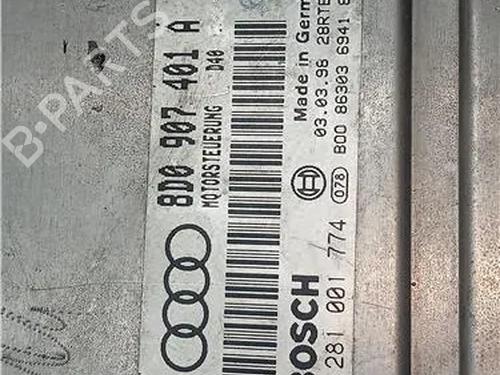 8D0 907 401 A
MOTORSTEUERUNG D40
BOSCH
Made in Germ
281 001 774
03.03.98 28RTE
078
BOO 86303 6941
B-PARTS